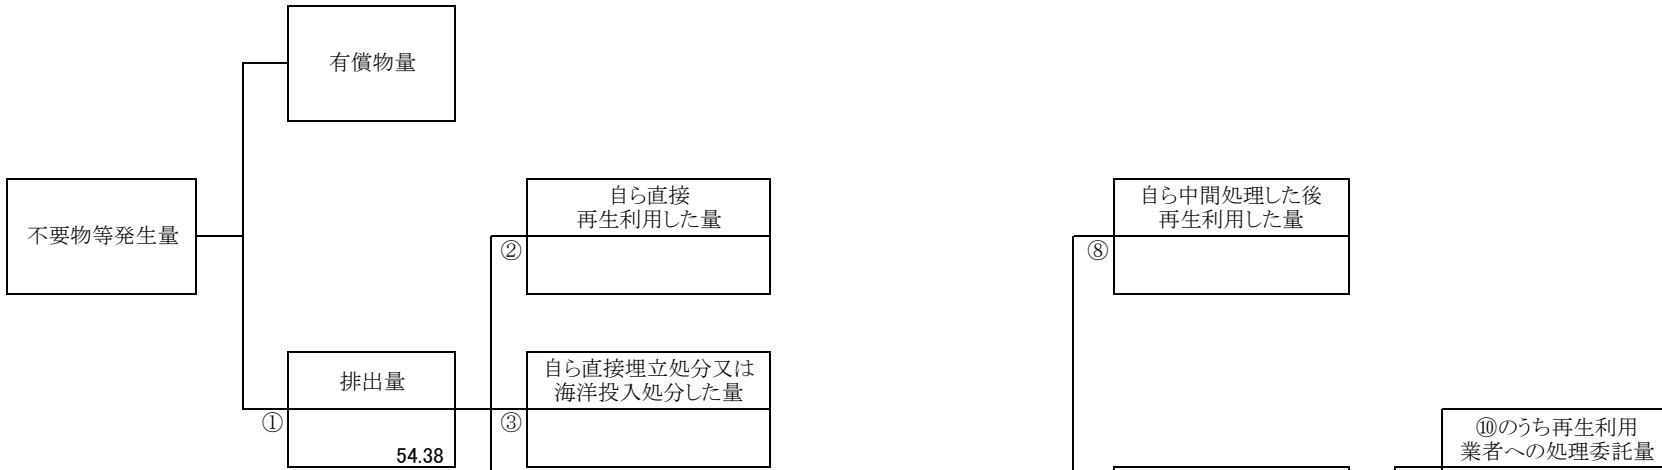 有償物量
不要物等発生量
自ら直接
再生利用した量
②
自ら中間処理した後
再生利用した量
⑧
排出量
①
54.38
自ら直接埋立処分又は
海洋投入処分した量
③
⑩のうち再生利用
業者への処理委託量